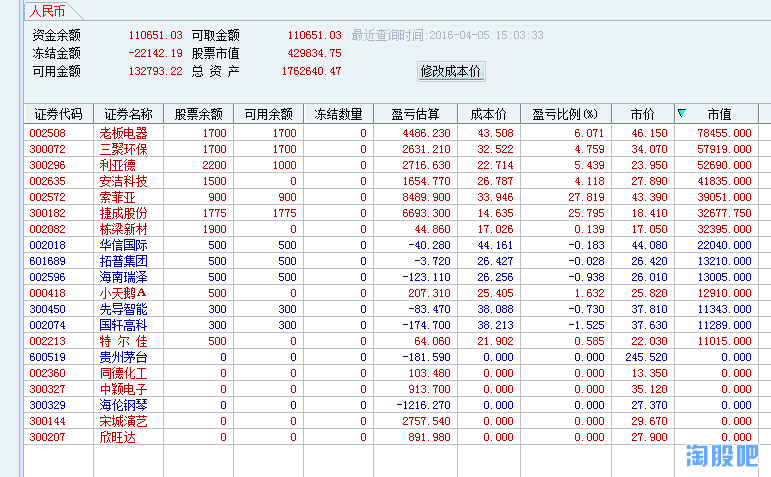 人民币
资金余额 110651.03 可取金额 110651.03 最近查询时间:2016-04-05 15:03:33
冻结金额 -22142.19 股票市值 429834.75
可用金额 132793.22 总 资 产 1762640.47 修改成本价
证券代码 证券名称 股票余额 可用余额 冻结数量 盈亏估算 成本价 盈亏比例(%) 市价 市值
002508 老板电器 1700 1700 0 4486.230 43.508 6.071 46.150 78455.000
300072 三聚环保 1700 1700 0 2631.210 32.522 4.759 34.070 57919.000
300296 利亚德 2200 1000 0 2716.630 22.714 5.439 23.950 52690.000
002635 安洁科技 1500 0 0 1654.770 26.787 4.118 27.890 41835.000
002572 索菲亚 900 900 0 8489.900 33.946 27.819 43.390 39051.000
300182 捷成股份 1775 1775 0 6693.300 14.635 25.795 18.410 32677.750
002082 栋梁新材 1900 0 0 44.860 17.026 0.139 17.050 32395.000
002018 华信国际 500 500 0 -40.280 44.161 -0.183 44.080 22040.000
601689 拓普集团 500 500 0 -3.720 26.427 -0.028 26.420 13210.000
002596 海南瑞泽 500 500 0 -123.110 26.256 -0.938 26.010 13005.000
000418 小天鹅A 500 0 0 207.310 25.405 1.632 25.820 12910.000
300450 先导智能 300 300 0 -83.470 38.088 -0.730 37.810 11343.000
002074 国轩高科 300 300 0 -174.700 38.213 -1.525 37.630 11289.000
002213 特 尔 佳 500 0 0 64.060 21.902 0.585 22.030 11015.000
600519 贵州茅台 0 0 0 -181.590 0.000 0.000 245.520 0.000
002360 同德化工 0 0 0 103.480 0.000 0.000 13.350 0.000
300327 中颖电子 0 0 0 913.700 0.000 0.000 35.120 0.000
300329 海伦钢琴 0 0 0 -1216.270 0.000 0.000 27.370 0.000
300144 宋城演艺 0 0 0 2757.540 0.000 0.000 29.670 0.000
300207 欣旺达 0 0 0 891.980 0.000 0.000 27.900 0.000
淘股吧